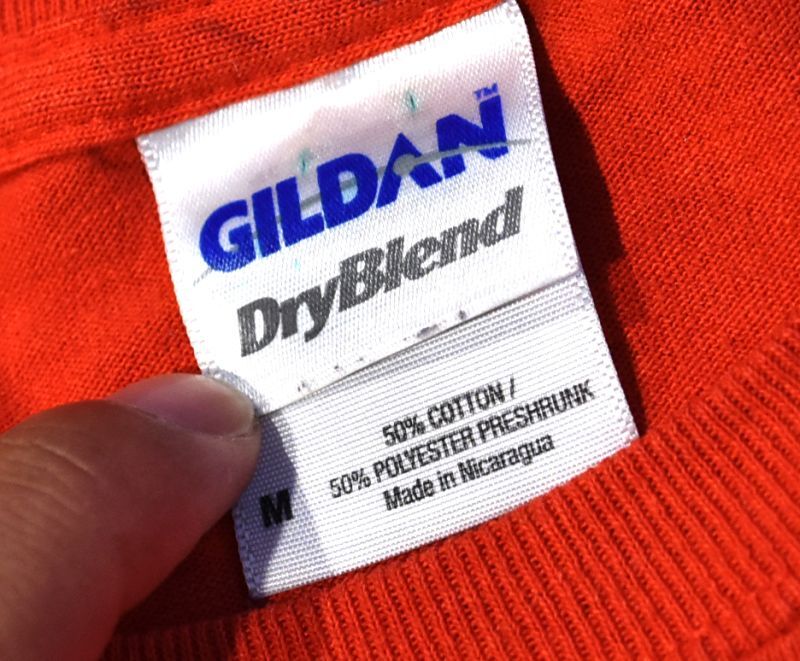 GILDAN™
DryBlend
50% COTTON /
50% POLYESTER PRESHRUNK
M
Made in Nicaragua